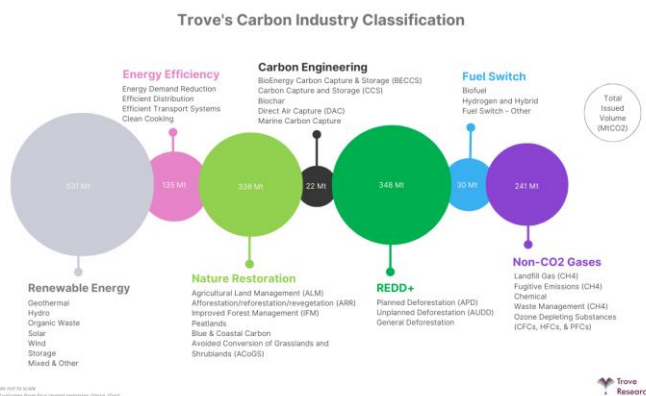 Trove's Carbon Industry Classification
Energy Efficiency
Energy Demand Reduction
Efficient Distribution
Efficient Transport Systems
Clean Cooking
Carbon Engineering
BioEnergy Carbon Capture & Storage (BECCS)
Carbon Capture and Storage (CCS)
Biochar
Direct Air Capture (DAC)
Marine Carbon Capture
Fuel Switch
Biofuel
Hydrogen and Hybrid
Fuel Switch - Other
Total
Issued
Volume
(MtCO2)
531 Mt
135 Mt
339 Mt
22 Mt
348 Mt
30 Mt
241 Mt
Renewable Energy
Geothermal
Hydro
Organic Waste
Solar
Wind
Storage
Mixed & Other
Nature Restoration
Agricultural Land Management (ALM)
Afforestation/reforestation/revegetation (ARR)
Improved Forest Management (IFM)
Peatlands
Blue & Coastal Carbon
Avoided Conversion of Grasslands and
Shrublands (ACoGS)
REDD+
Planned Deforestation (APD)
Unplanned Deforestation (AUDD)
General Deforestation
Non-CO2 Gases
Landfill Gas (CH4)
Fugitive Emissions (CH4)
Chemical
Waste Management (CH4)
Ozone Depleting Substances
(CFCs, HFCs, & PFCs)
not to scale
Trove
Resear